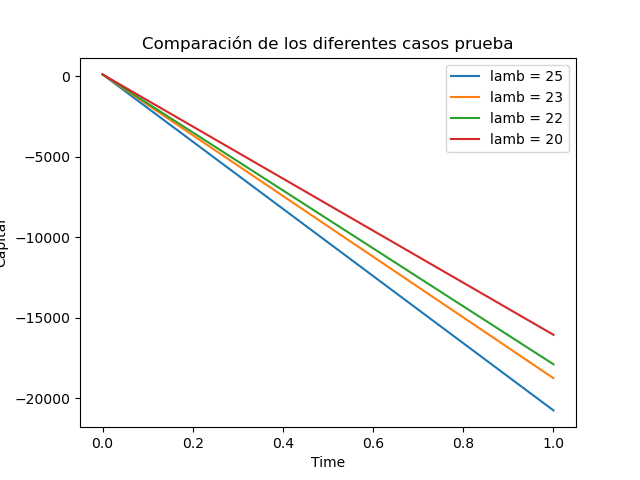 Comparación de los diferentes casos prueba
0
−5000
−10000
−15000
−20000
Capital
0.0 0.2 0.4 0.6 0.8 1.0
Time
lamb = 25
lamb = 23
lamb = 22
lamb = 20